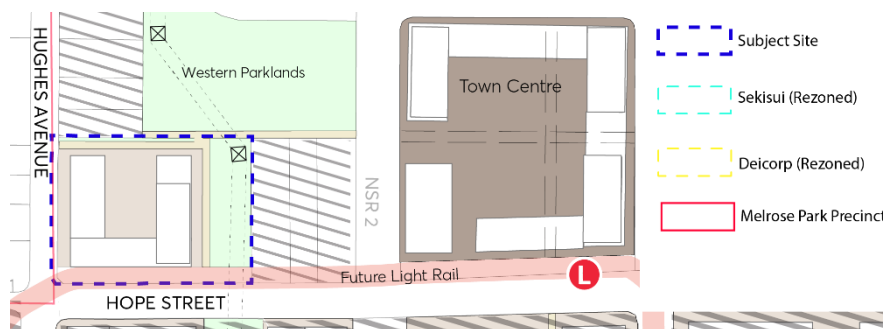 HUGHES AVENUE
Western Parklands
Town Centre
NSR 2
Future Light Rail
L
HOPE STREET
Subject Site
Sekisui (Rezoned)
Deicorp (Rezoned)
Melrose Park Precinct